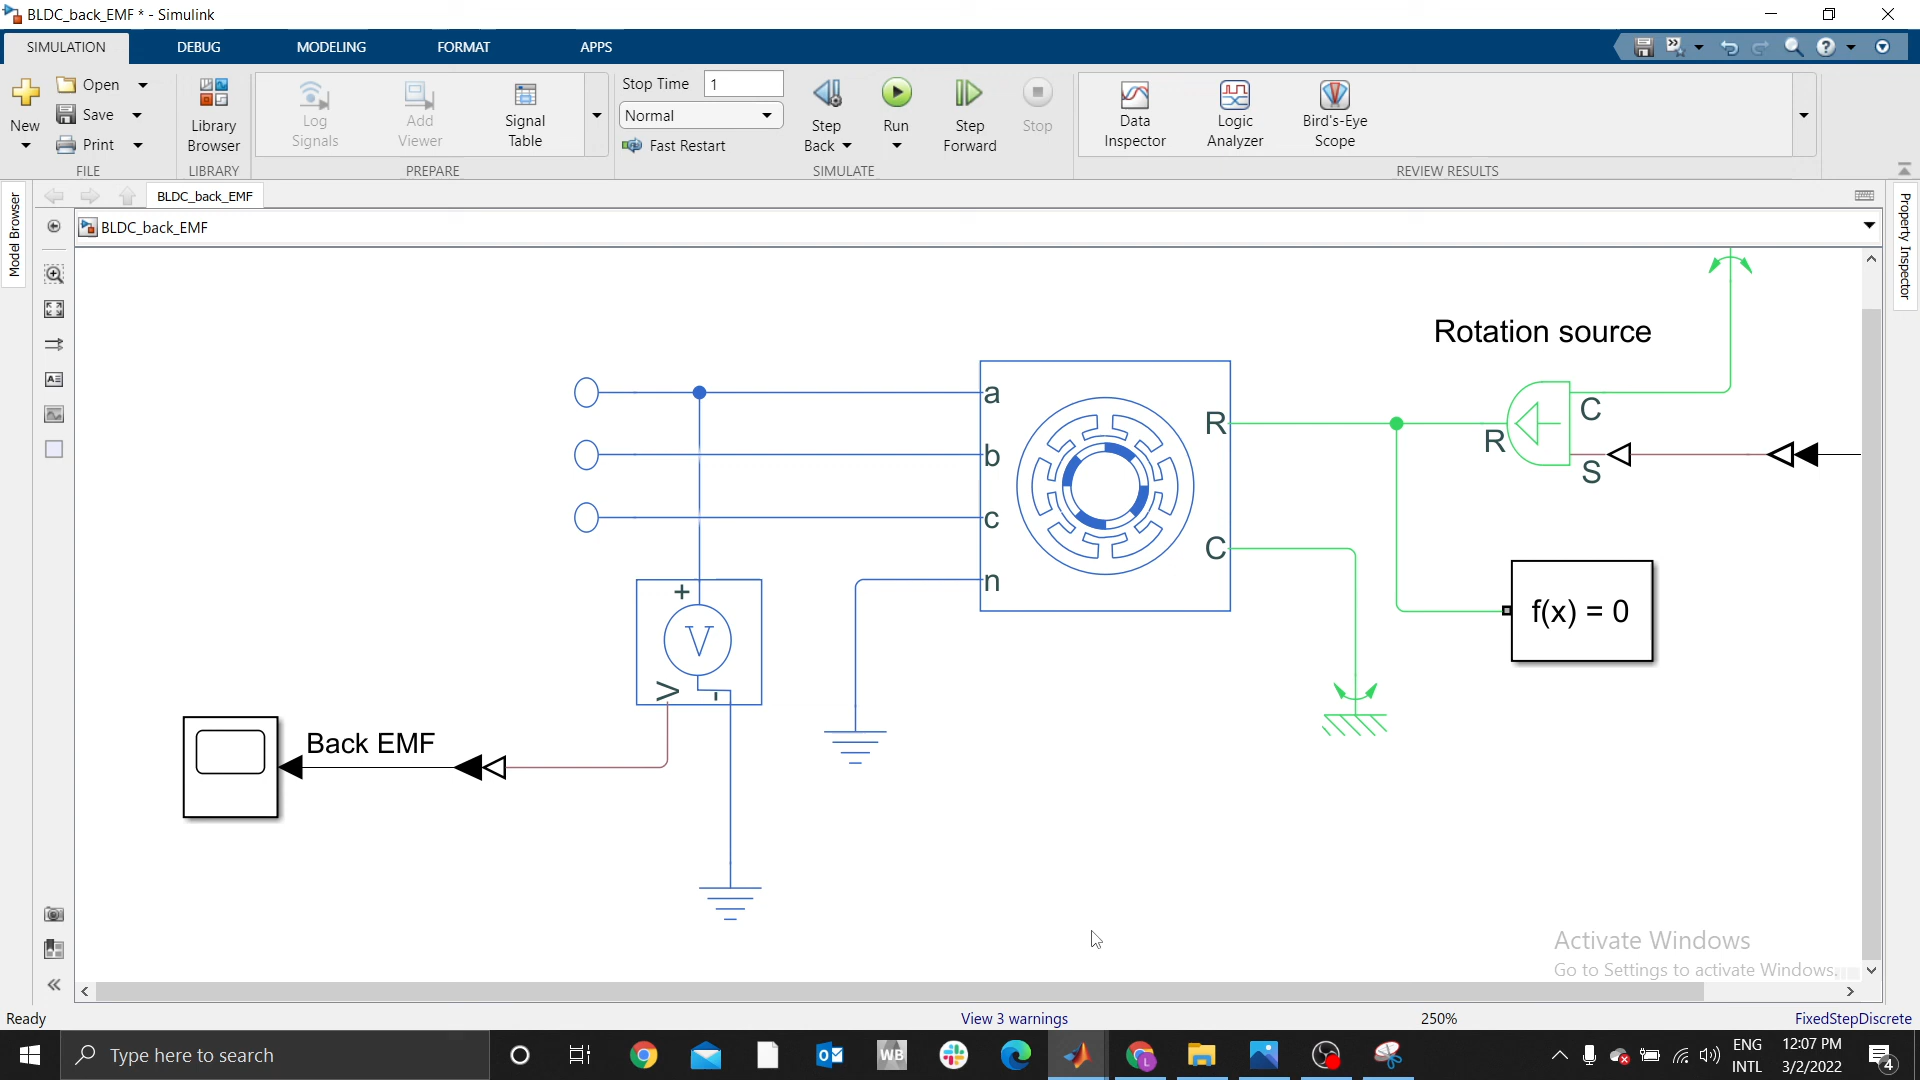 BLDC_back_EMF * - Simulink
SIMULATION
DEBUG
MODELING
FORMAT
APPS
New
Open
Save
Print
FILE
Library
Browser
LIBRARY
Log
Signals
Add
Viewer
Signal
Table
PREPARE
Stop Time
1
Normal
Fast Restart
Step
Back
Run
Step
Forward
Stop
SIMULATE
Data
Inspector
Logic
Analyzer
Bird's-Eye
Scope
REVIEW RESULTS
Model Browser
BLDC_back_EMF
Property Inspector
BLDC_back_EMF
Rotation source
a
b
c
n
R
C
R
C
S
f(x) = 0
+
V
V
-
Back EMF
Activate Windows
Go to Settings to activate Windows.
Ready
View 3 warnings
250%
FixedStepDiscrete
Type here to search
WB
L
ENG
INTL
12:07 PM
3/2/2022
4